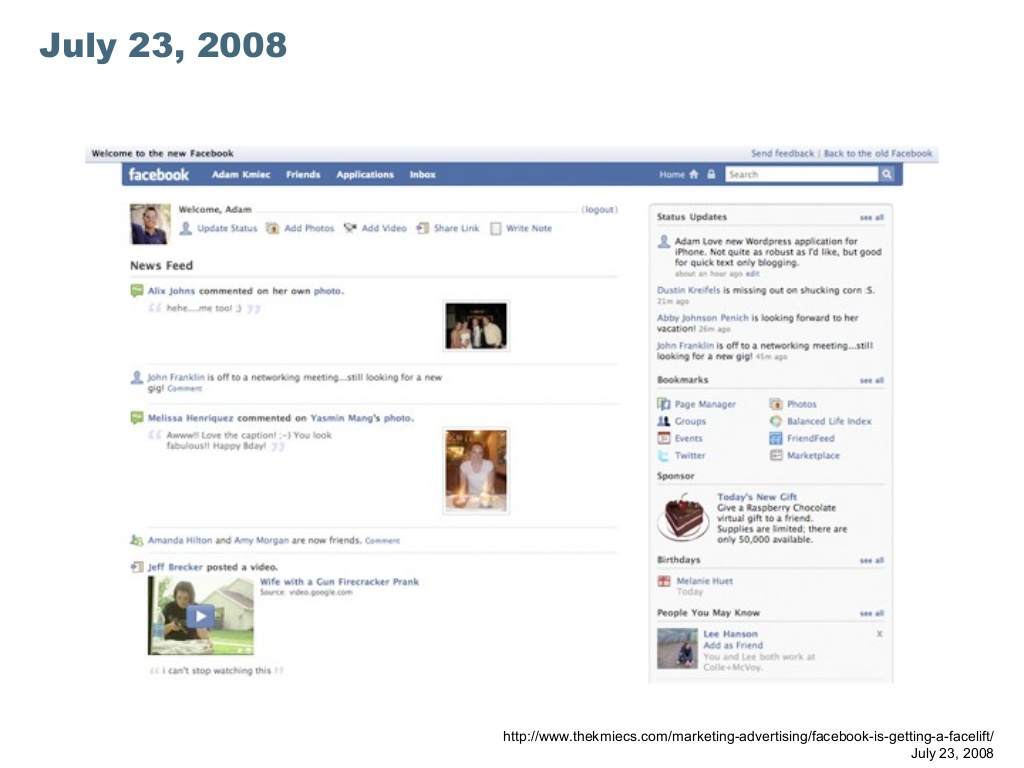 July 23, 2008
Welcome to the new Facebook
Send feedback | Back to the old Facebook
facebook
Adam Kmiec Friends Applications Inbox
Home
Search
Welcome, Adam
(logout)
Update Status Add Photos Add Video Share Link Write Note
News Feed
Alix Johns commented on her own photo.
hehe....me too! :)
John Franklin is off to a networking meeting...still looking for a new
gig! Comment
Melissa Henriquez commented on Yasmin Mang's photo.
Awww!! Love the caption! ;-) You look
fabulous!! Happy Bday!
Amanda Hilton and Amy Morgan are now friends. Comment
Jeff Brecker posted a video.
Wife with a Gun Firecracker Prank
Source: video.google.com
i can't stop watching this
Status Updates see all
Adam Love new Wordpress application for
iPhone. Not quite as robust as I'd like, but good
for quick text only blogging.
about an hour ago edit
Dustin Kreifels is missing out on shucking corn :S.
21m ago
Abby Johnson Penich is looking forward to her
vacation! 26m ago
John Franklin is off to a networking meeting...still
looking for a new gig! 45m ago
Bookmarks see all
Page Manager Photos
Groups Balanced Life Index
Events FriendFeed
Twitter Marketplace
Sponsor
Today's New Gift
Give a Raspberry Chocolate
virtual gift to a friend.
Supplies are limited; there are
only 50,000 available.
Birthdays see all
Melanie Huet
Today
People You May Know see all
Lee Hanson x
Add as Friend
You and Lee both work at
Colle+McVoy.
http://www.thekmiecs.com/marketing-advertising/facebook-is-getting-a-facelift/
July 23, 2008